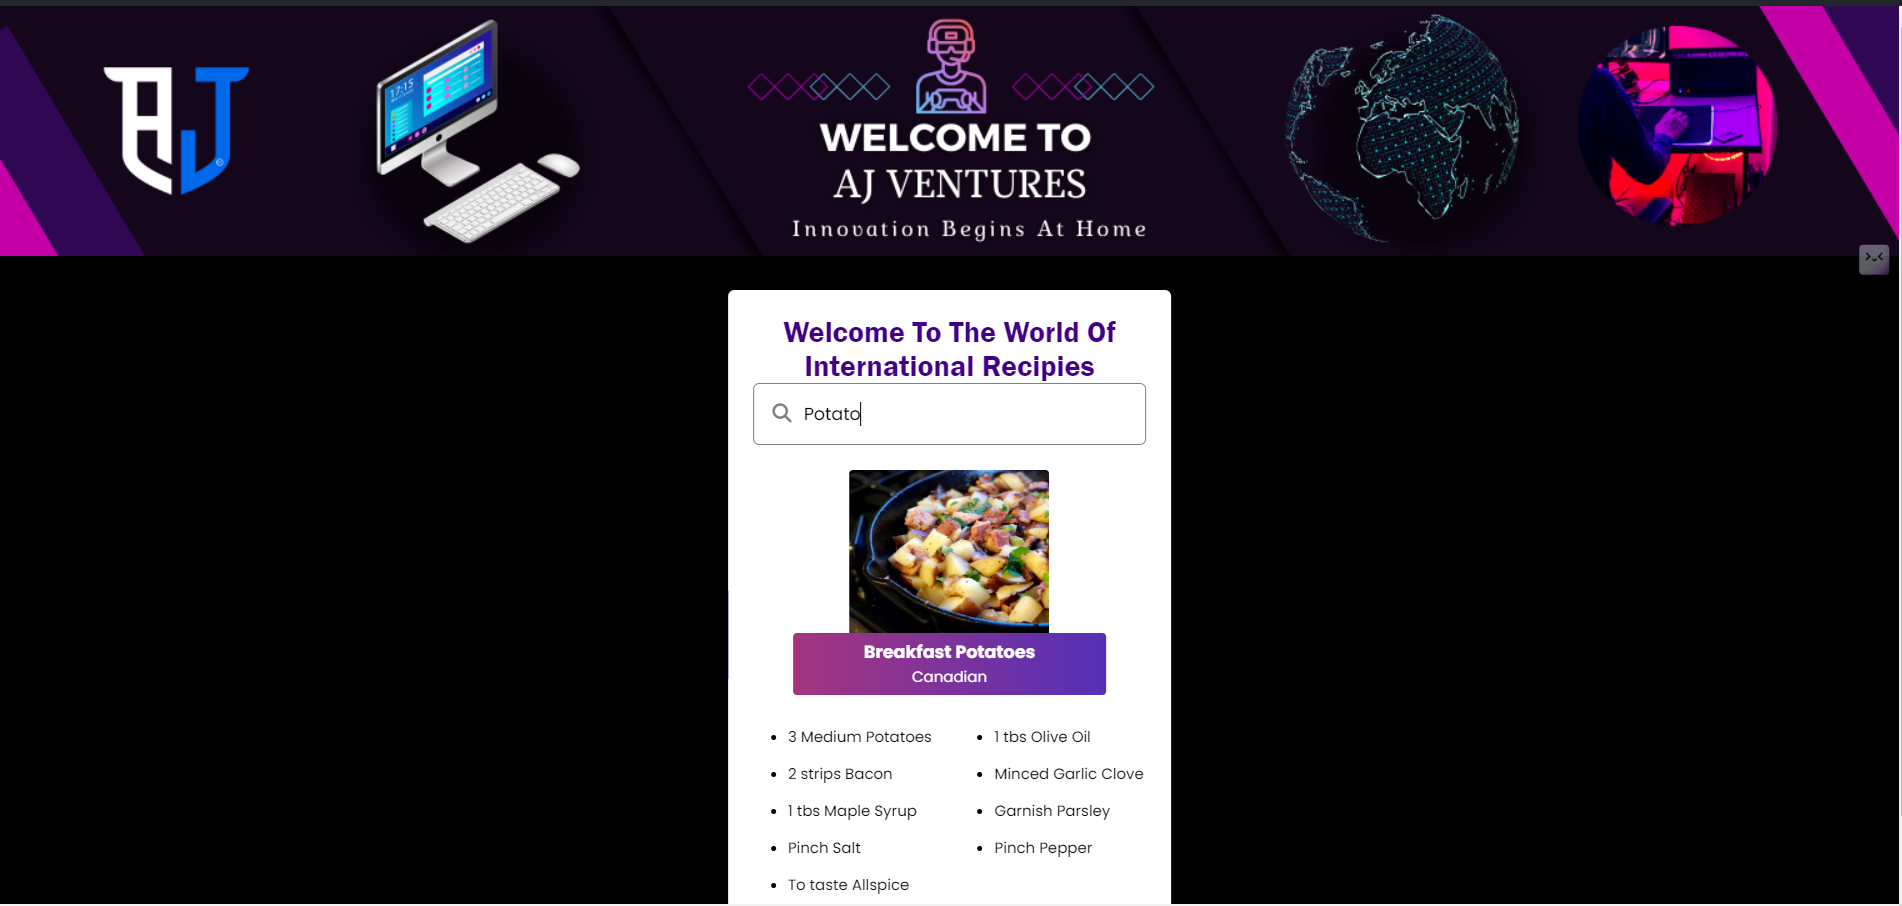 AJ
17:15
WELCOME TO
AJ VENTURES
Innovation Begins At Home
Welcome To The World Of
International Recipies
Potato
Breakfast Potatoes
Canadian
3 Medium Potatoes
1 tbs Olive Oil
2 strips Bacon
Minced Garlic Clove
1 tbs Maple Syrup
Garnish Parsley
Pinch Salt
Pinch Pepper
To taste Allspice